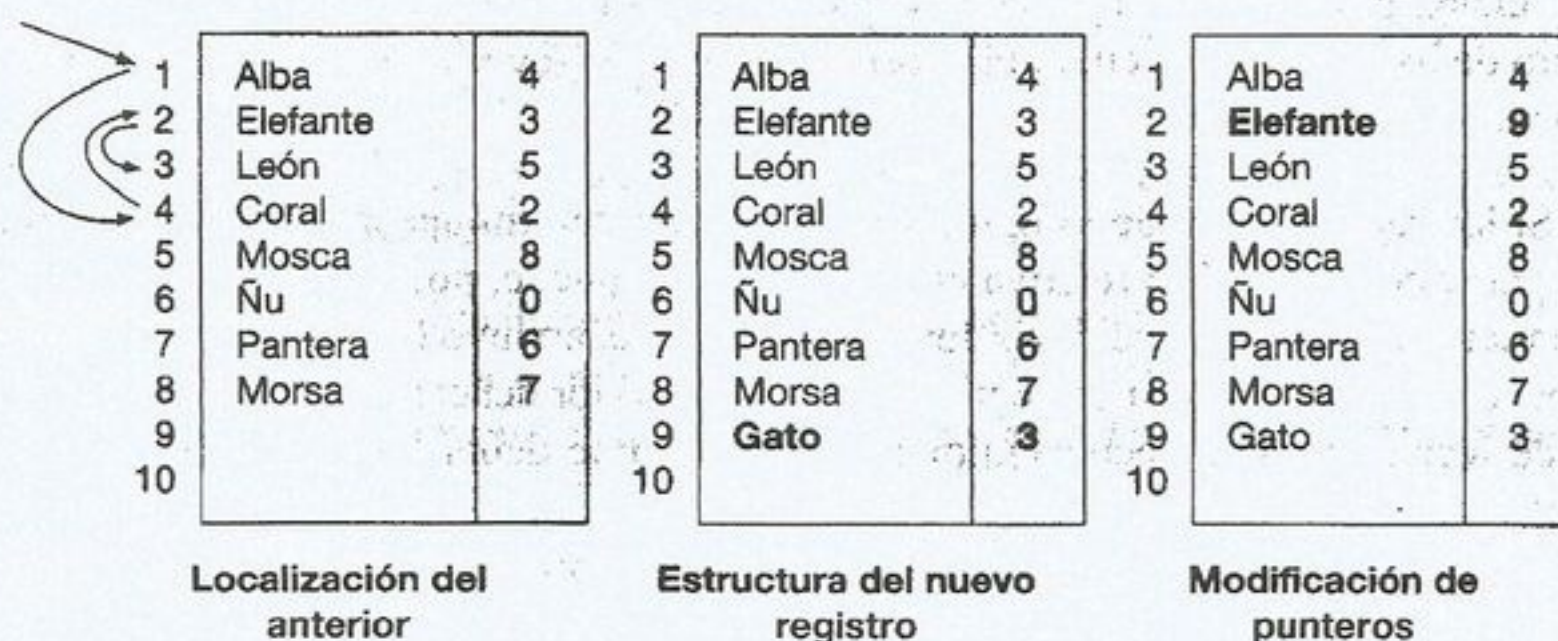 1 Alba 4
2 Elefante 3
3 León 5
4 Coral 2
5 Mosca 8
6 Ñu 0
7 Pantera 6
8 Morsa 7
9
10
Localización del
anterior
1 Alba 4
2 Elefante 3
3 León 5
4 Coral 2
5 Mosca 8
6 Ñu 0
7 Pantera 6
8 Morsa 7
9 Gato 3
10
Estructura del nuevo
registro
1 Alba 4
2 Elefante 9
3 León 5
4 Coral 2
5 Mosca 8
6 Ñu 0
7 Pantera 6
8 Morsa 7
9 Gato 3
10
Modificación de
punteros